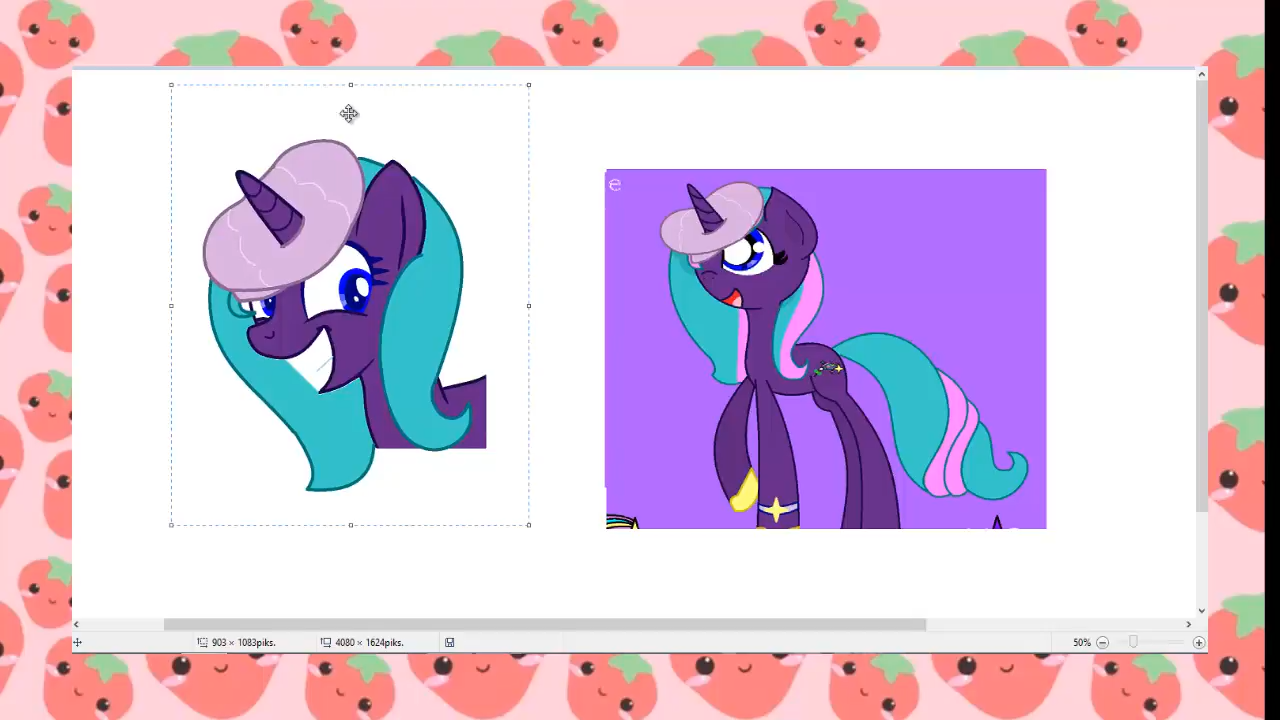 e
903 × 1083piks.
4080 × 1624piks.
50%